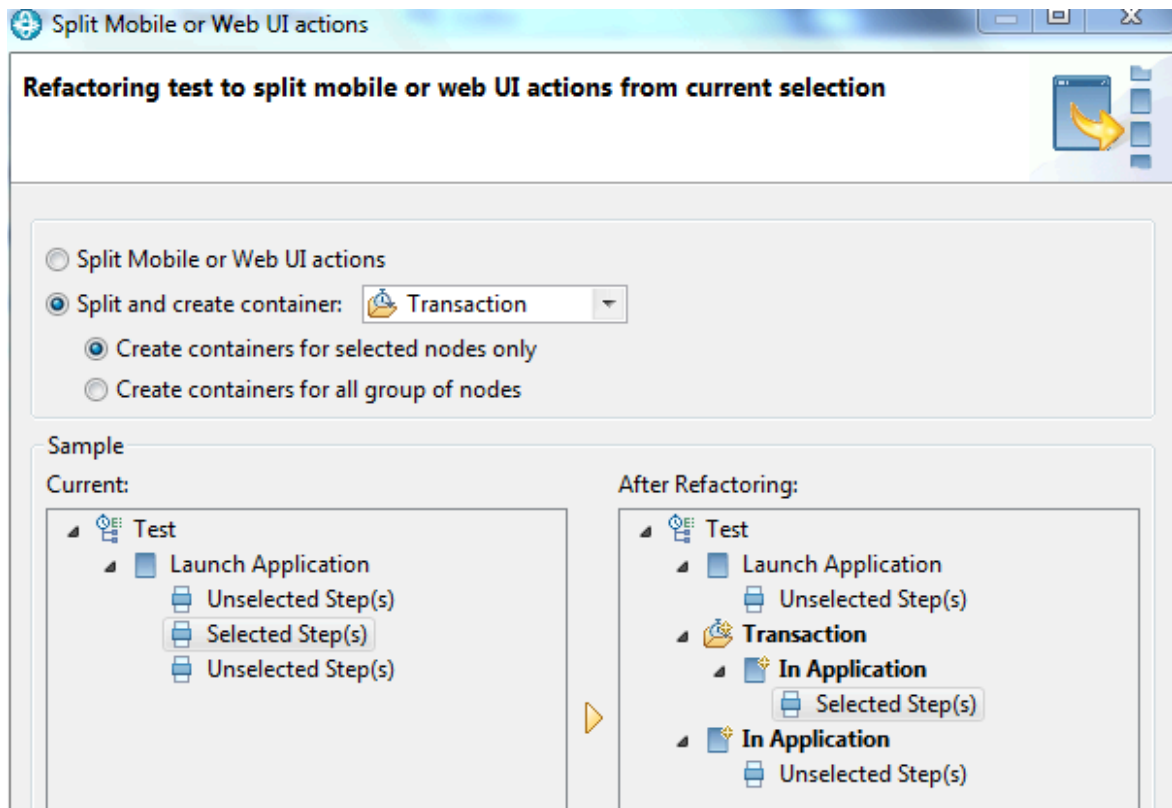 Split Mobile or Web UI actions
Refactoring test to split mobile or web UI actions from current selection
Split Mobile or Web UI actions
Split and create container: Transaction
Create containers for selected nodes only
Create containers for all group of nodes
Sample
Current:
Test
Launch Application
Unselected Step(s)
Selected Step(s)
Unselected Step(s)
After Refactoring:
Test
Launch Application
Unselected Step(s)
Transaction
In Application
Selected Step(s)
In Application
Unselected Step(s)